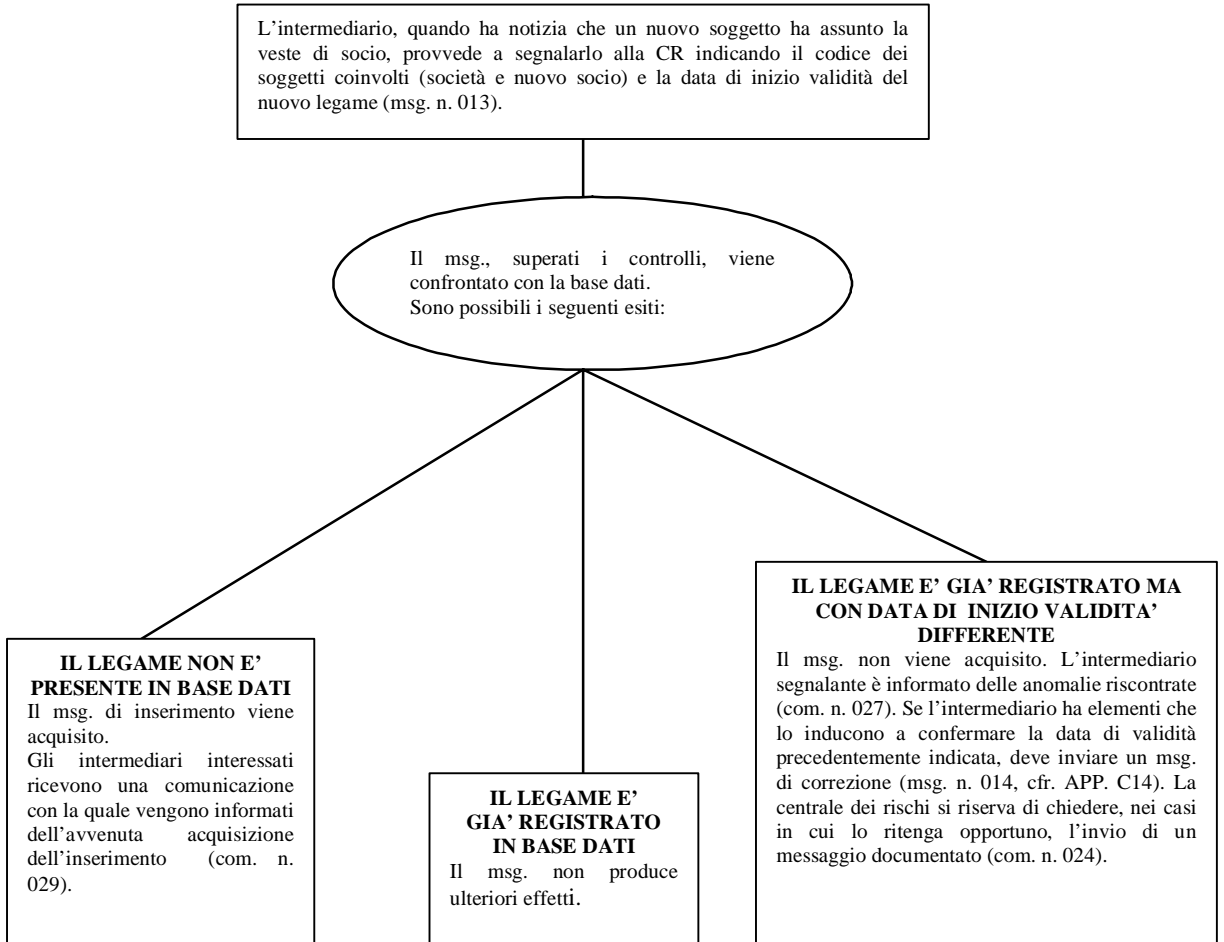 L’intermediario, quando ha notizia che un nuovo soggetto ha assunto la
veste di socio, provvede a segnalarlo alla CR indicando il codice dei
soggetti coinvolti (società e nuovo socio) e la data di inizio validità del
nuovo legame (msg. n. 013).
Il msg., superati i controlli, viene
confrontato con la base dati.
Sono possibili i seguenti esiti:
IL LEGAME NON E’
PRESENTE IN BASE DATI
Il msg. di inserimento viene
acquisito.
Gli intermediari interessati
ricevono una comunicazione
con la quale vengono informati
dell’avvenuta acquisizione
dell’inserimento (com. n.
029).
IL LEGAME E’
GIA’ REGISTRATO
IN BASE DATI
Il msg. non produce
ulteriori effetti.
IL LEGAME E’ GIA’ REGISTRATO MA
CON DATA DI INIZIO VALIDITA’
DIFFERENTE
Il msg. non viene acquisito. L’intermediario
segnalante è informato delle anomalie riscontrate
(com. n. 027). Se l’intermediario ha elementi che
lo inducono a confermare la data di validità
precedentemente indicata, deve inviare un msg.
di correzione (msg. n. 014, cfr. APP. C14). La
centrale dei rischi si riserva di chiedere, nei casi
in cui lo ritenga opportuno, l’invio di un
messaggio documentato (com. n. 024).